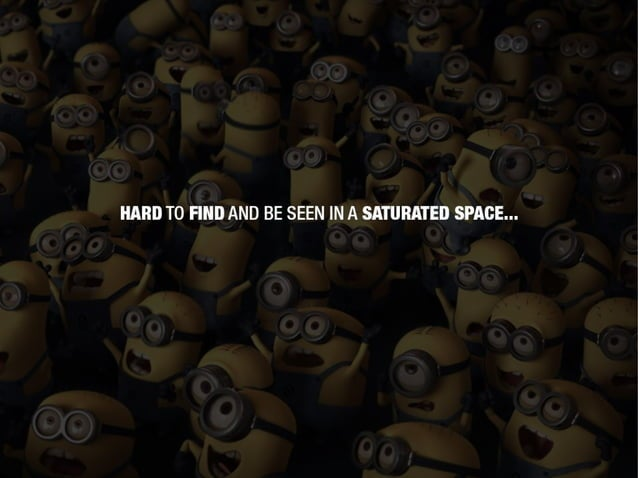 HARD TO FIND AND BE SEEN IN A SATURATED SPACE...